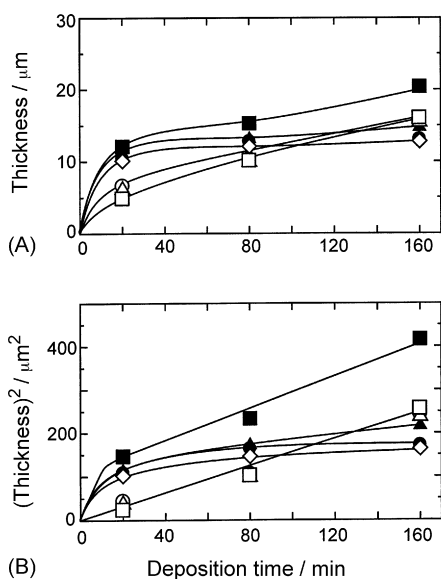 30
20
10
0
Thickness / μm
0 40 80 120 160
(A)
400
200
0
(Thickness)² / μm²
0 40 80 120 160
(B)
Deposition time / min